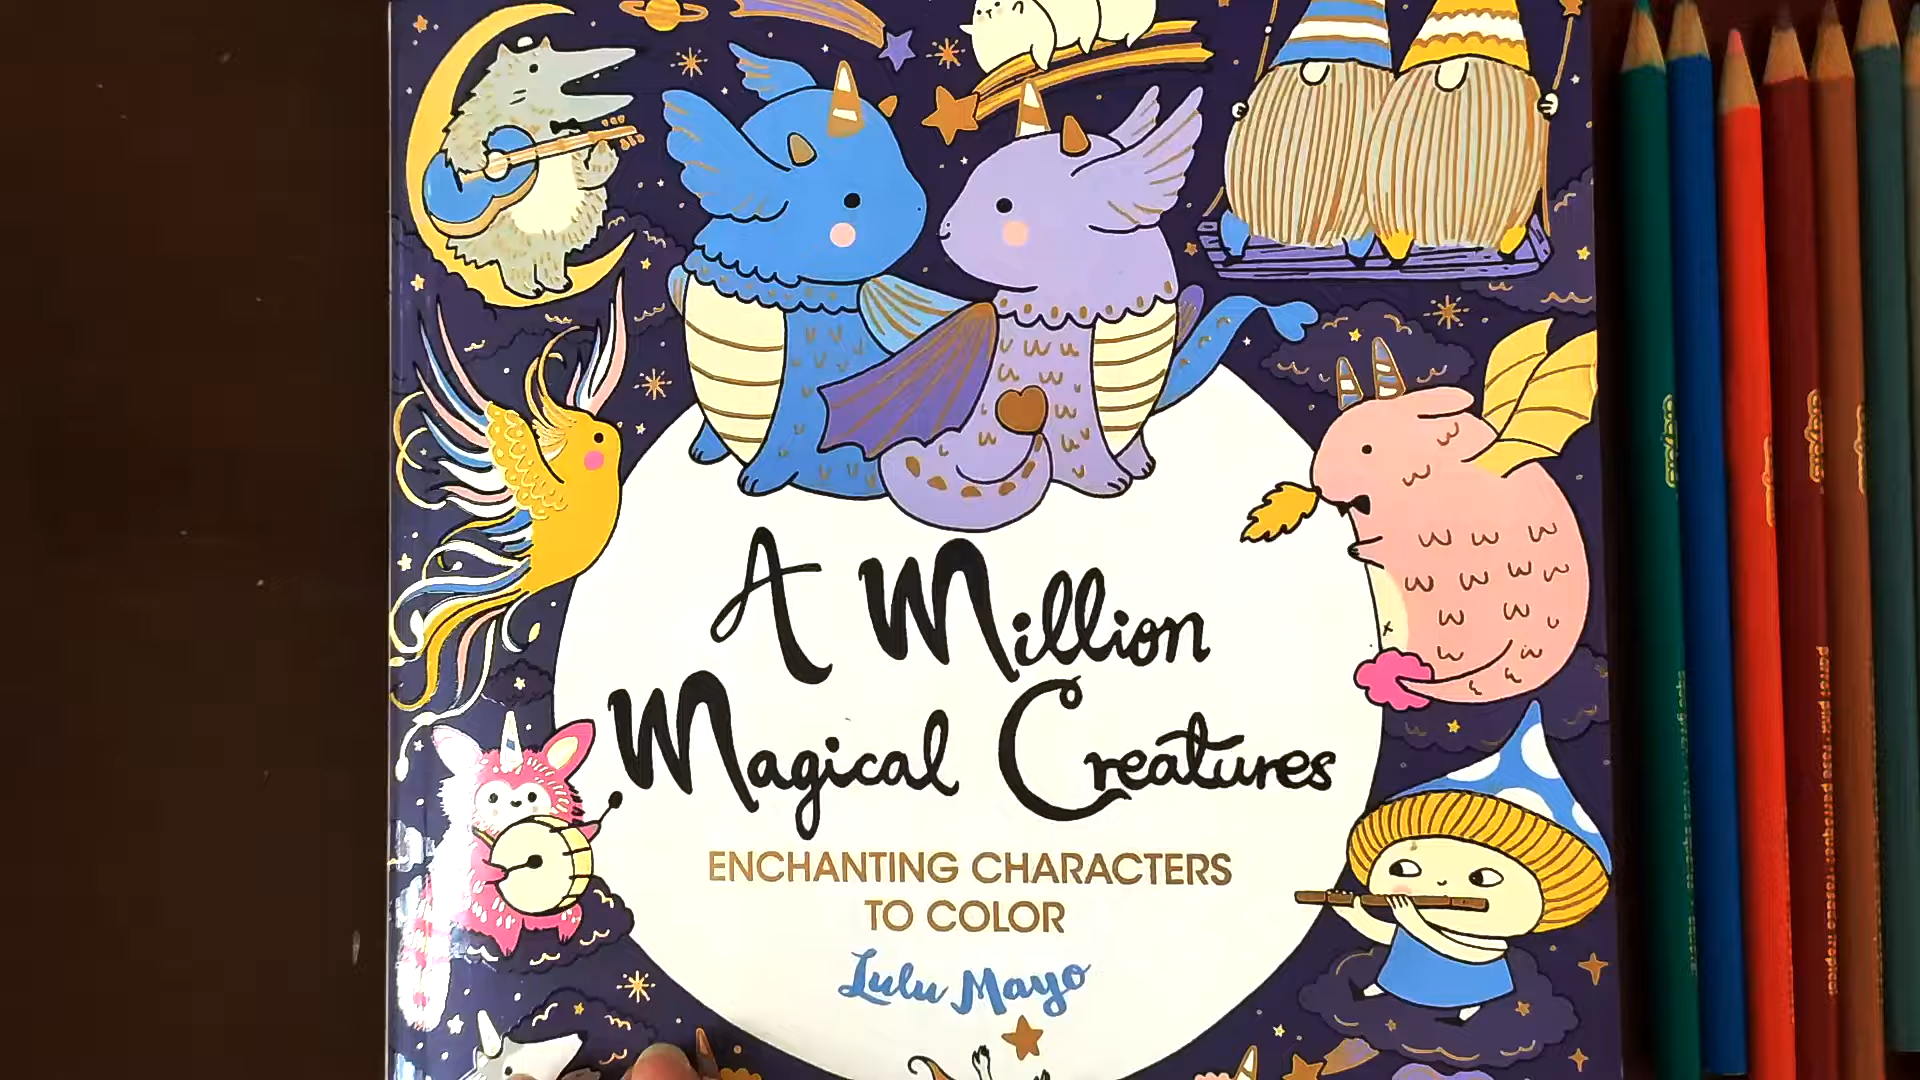 A Million
Magical Creatures
ENCHANTING CHARACTERS
TO COLOR
Lulu Mayo